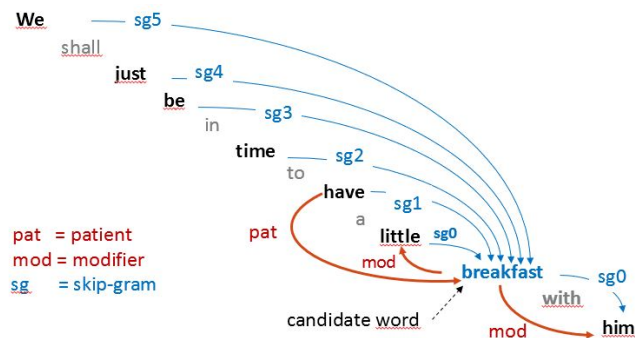 We sg5
shall
just sg4
be sg3
in
time sg2
to
have sg1
a
pat
little sg0
mod
pat = patient
mod = modifier
sg = skip-gram
breakfast sg0
with
candidate word
mod
him